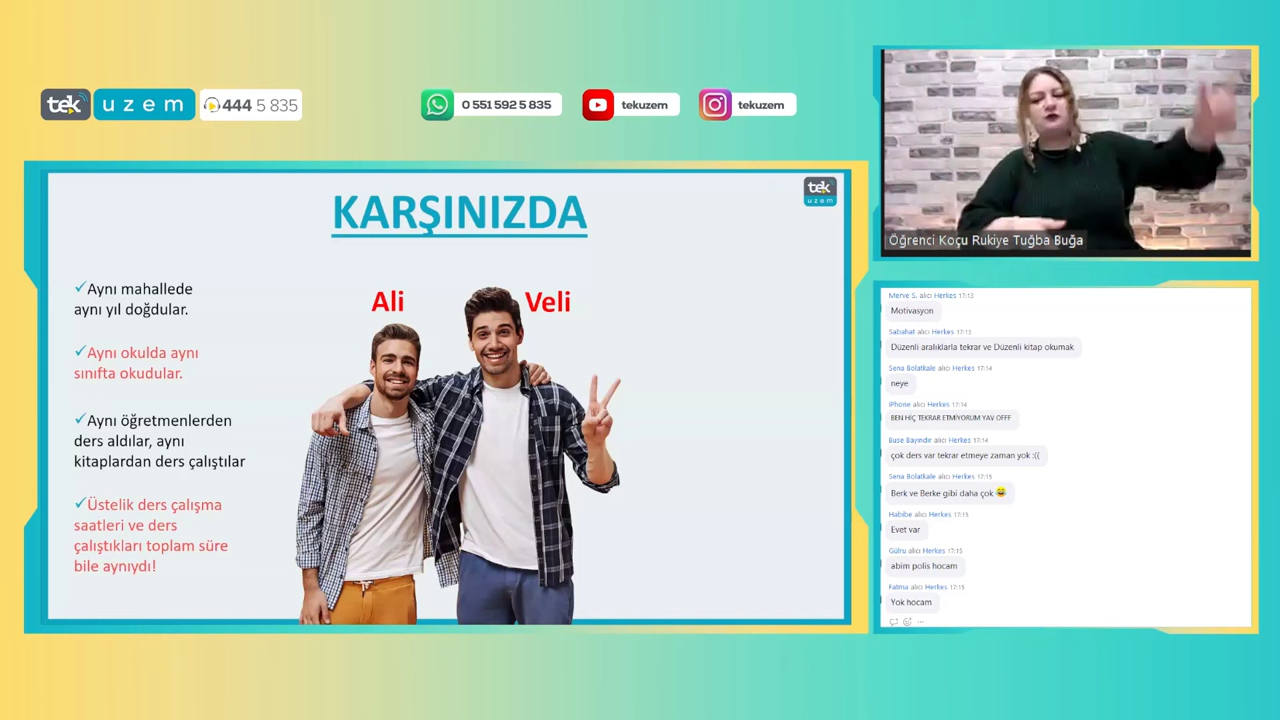 tek uzem
444 5 835
0 551 592 5 835
tekuzem
tekuzem
tek
uzem
KARŞINIZDA
Aynı mahallede
aynı yıl doğdular.
Aynı okulda aynı
sınıfta okudular.
Aynı öğretmenlerden
ders aldılar, aynı
kitaplardan ders çalıştılar
Üstelik ders çalışma
saatleri ve ders
çalıştıkları toplam süre
bile aynıydı!
Ali
Veli
Öğrenci Koçu Rukiye Tuğba Buğa
Merve S. alıcı Herkes 17:13
Motivasyon
Sabahat alıcı Herkes 17:13
Düzenli aralıklarla tekrar ve Düzenli kitap okumak
Sena Bolatkale alıcı Herkes 17:14
neye
iPhone alıcı Herkes 17:14
BEN HİÇ TEKRAR ETMİYORUM YAV OFFF
Buse Bayındır alıcı Herkes 17:14
çok ders var tekrar etmeye zaman yok :((
Sena Bolatkale alıcı Herkes 17:15
Berk ve Berke gibi daha çok 😂
Habibe alıcı Herkes 17:15
Evet var
Gülru alıcı Herkes 17:15
abim polis hocam
Fatma alıcı Herkes 17:15
Yok hocam